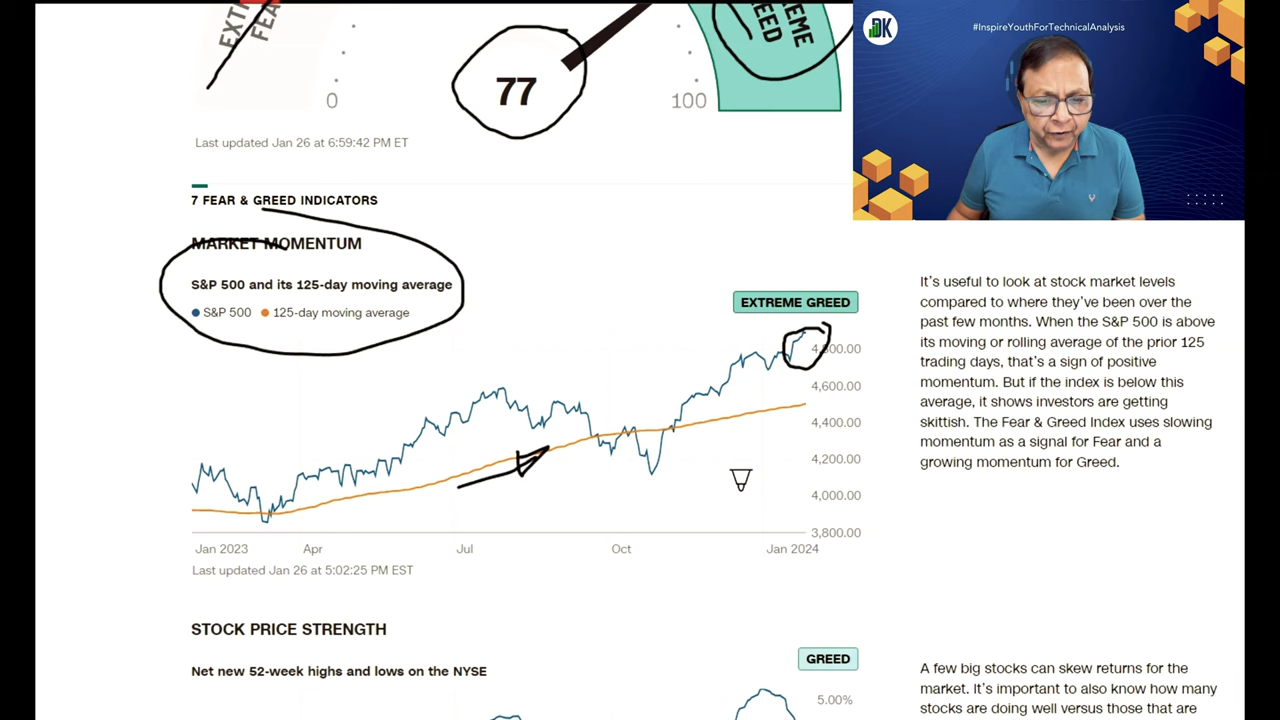 EXTREME
FEAR
EXTREME
GREED
DK
#InspireYouthForTechnicalAnalysis
77
0
100
Last updated Jan 26 at 6:59:42 PM ET
7 FEAR & GREED INDICATORS
MARKET MOMENTUM
S&P 500 and its 125-day moving average
S&P 500
125-day moving average
EXTREME GREED
4,800.00
4,600.00
4,400.00
4,200.00
4,000.00
3,800.00
Jan 2023
Apr
Jul
Oct
Jan 2024
Last updated Jan 26 at 5:02:25 PM EST
It's useful to look at stock market levels
compared to where they've been over the
past few months. When the S&P 500 is above
its moving or rolling average of the prior 125
trading days, that's a sign of positive
momentum. But if the index is below this
average, it shows investors are getting
skittish. The Fear & Greed Index uses slowing
momentum as a signal for Fear and a
growing momentum for Greed.
STOCK PRICE STRENGTH
Net new 52-week highs and lows on the NYSE
GREED
5.00%
A few big stocks can skew returns for the
market. It's important to also know how many
stocks are doing well versus those that are